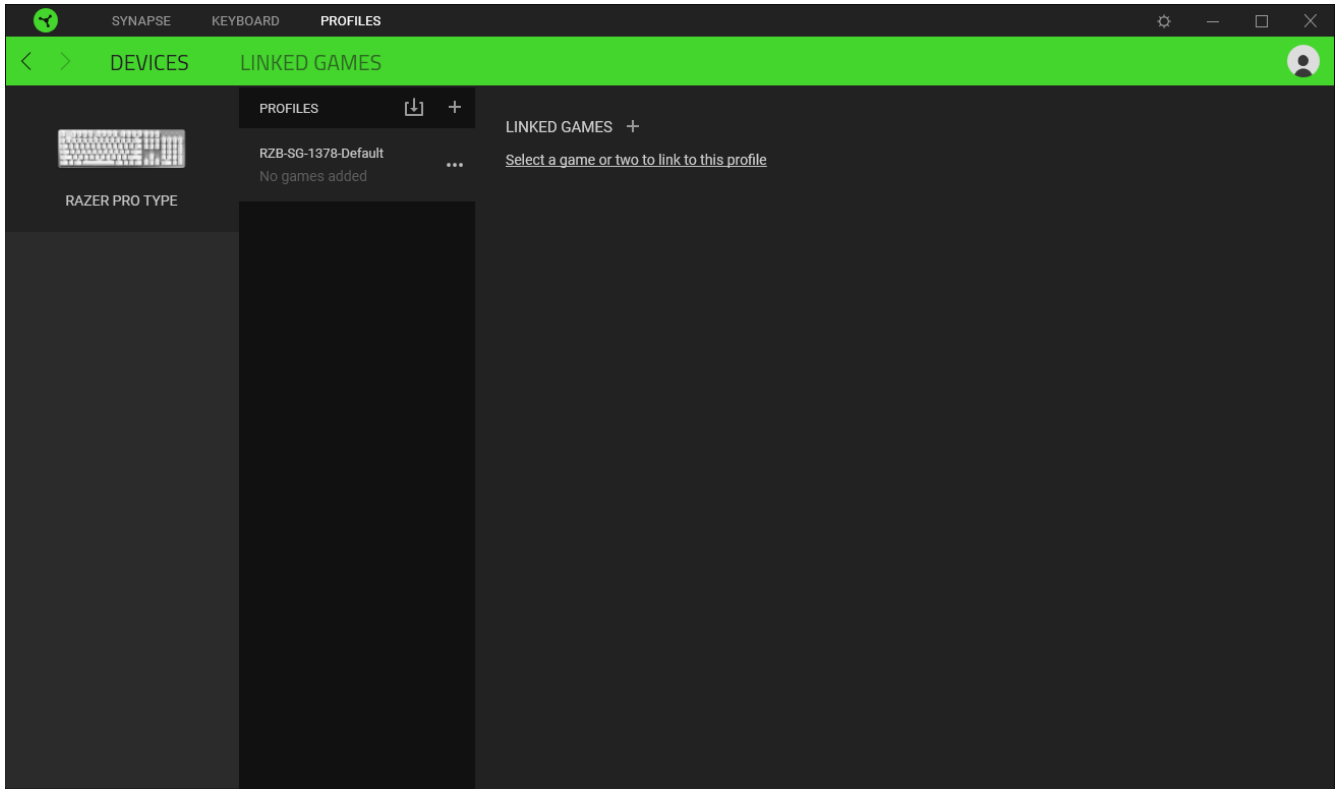 SYNAPSE KEYBOARD PROFILES
DEVICES LINKED GAMES
RAZER PRO TYPE
PROFILES
RZB-SG-1378-Default
No games added
LINKED GAMES
Select a game or two to link to this profile